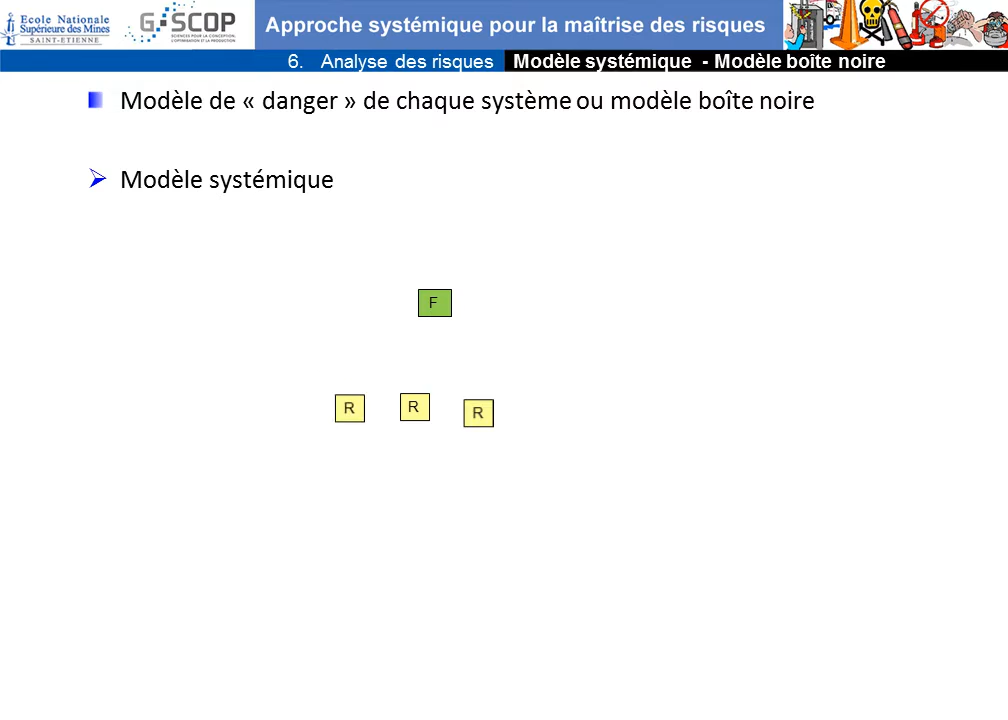 Ecole Nationale
Supérieure des Mines
SAINT-ETIENNE
G-SCOP
SCIENCES POUR LA CONCEPTION,
L'OPTIMISATION ET LA PRODUCTION
Approche systémique pour la maîtrise des risques
6. Analyse des risques Modèle systémique - Modèle boîte noire
Modèle de « danger » de chaque système ou modèle boîte noire
Modèle systémique
F
R R R